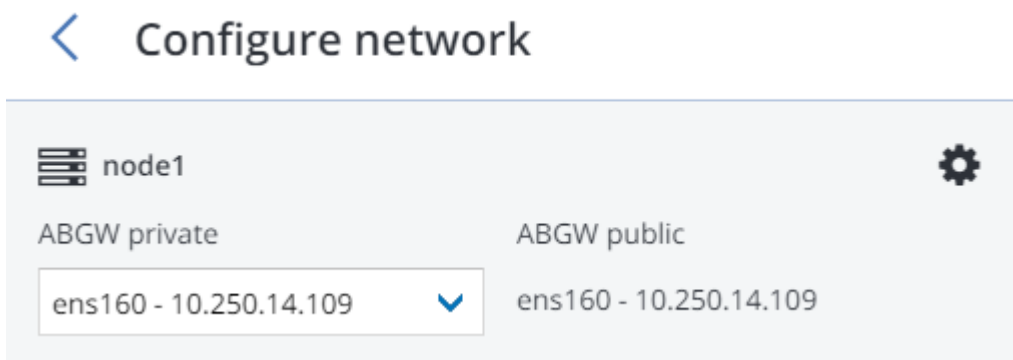 Configure network
node1
ABGW private
ABGW public
ens160 - 10.250.14.109
ens160 - 10.250.14.109